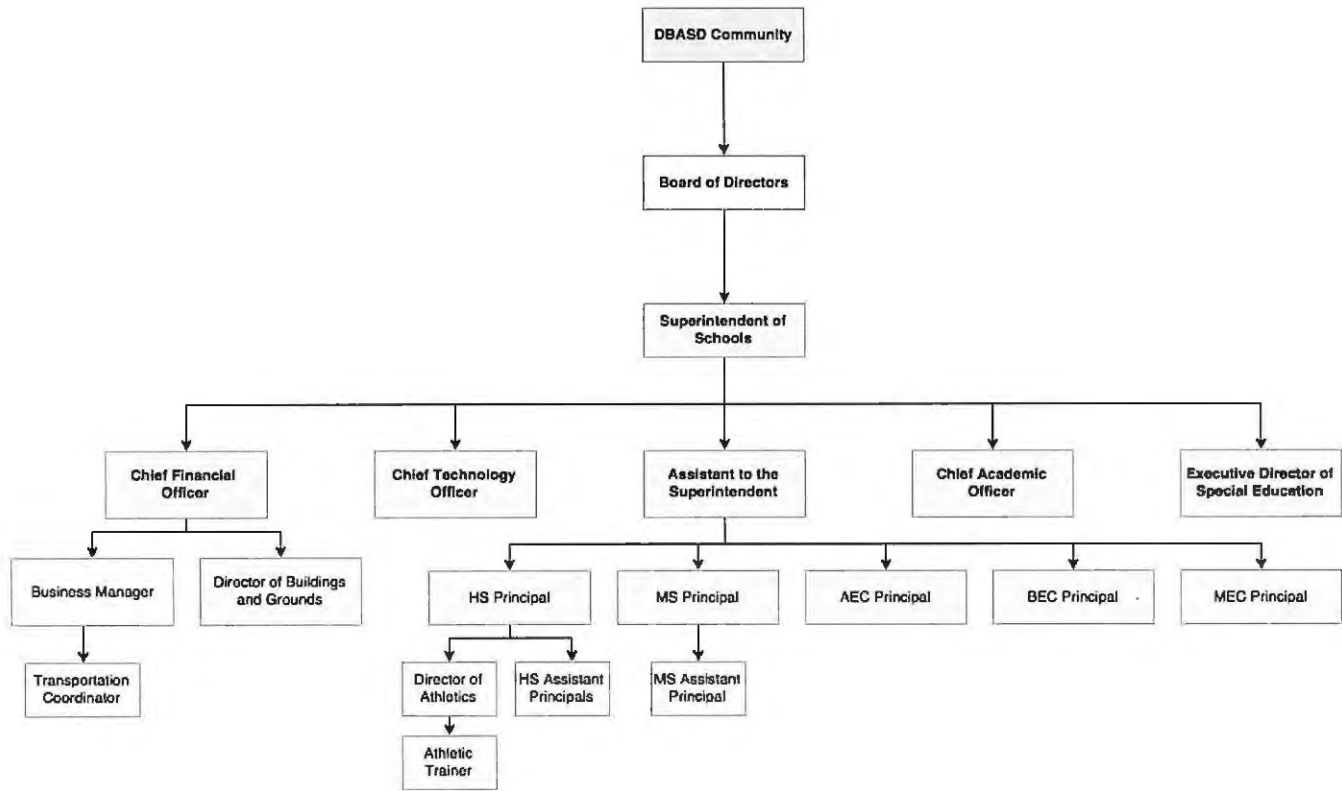 DBASD Community
Board of Directors
Superintendent of
Schools
Chief Financial
Officer
Chief Technology
Officer
Assistant to the
Superintendent
Chief Academic
Officer
Executive Director of
Special Education
Business Manager
Director of Buildings
and Grounds
HS Principal
MS Principal
AEC Principal
BEC Principal
MEC Principal
Transportation
Coordinator
Director of
Athletics
HS Assistant
Principals
MS Assistant
Principal
Athletic
Trainer